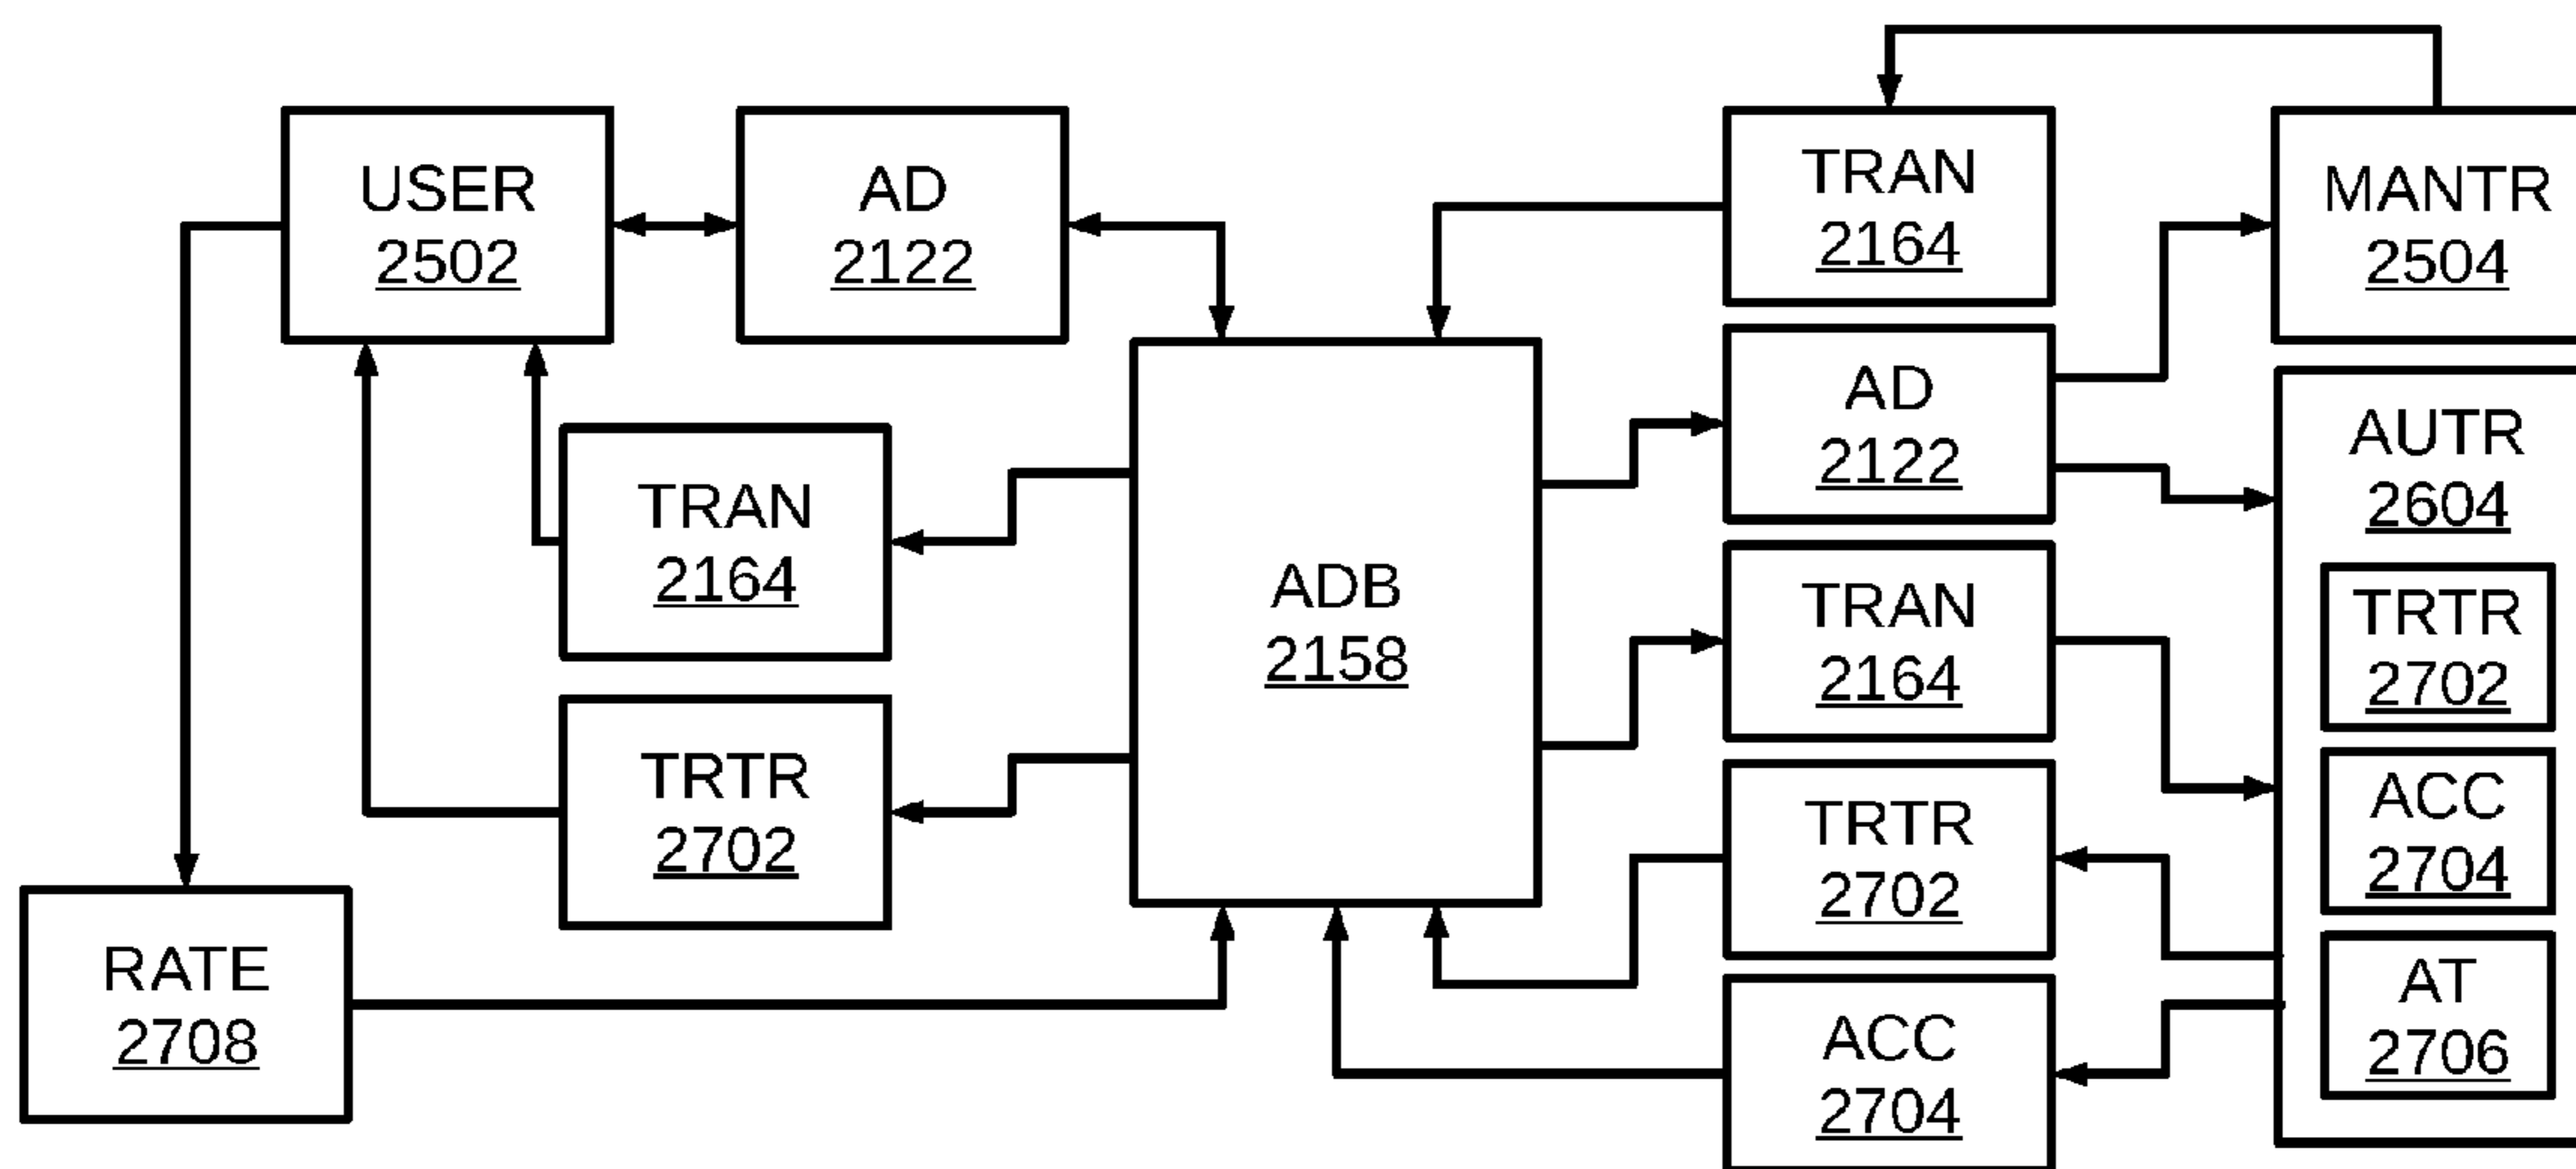 USER
2502
AD
2122
TRAN
2164
MANTR
2504
AD
2122
AUTR
2604
TRAN
2164
ADB
2158
TRAN
2164
TRTR
2702
TRTR
2702
TRTR
2702
ACC
2704
RATE
2708
ACC
2704
AT
2706